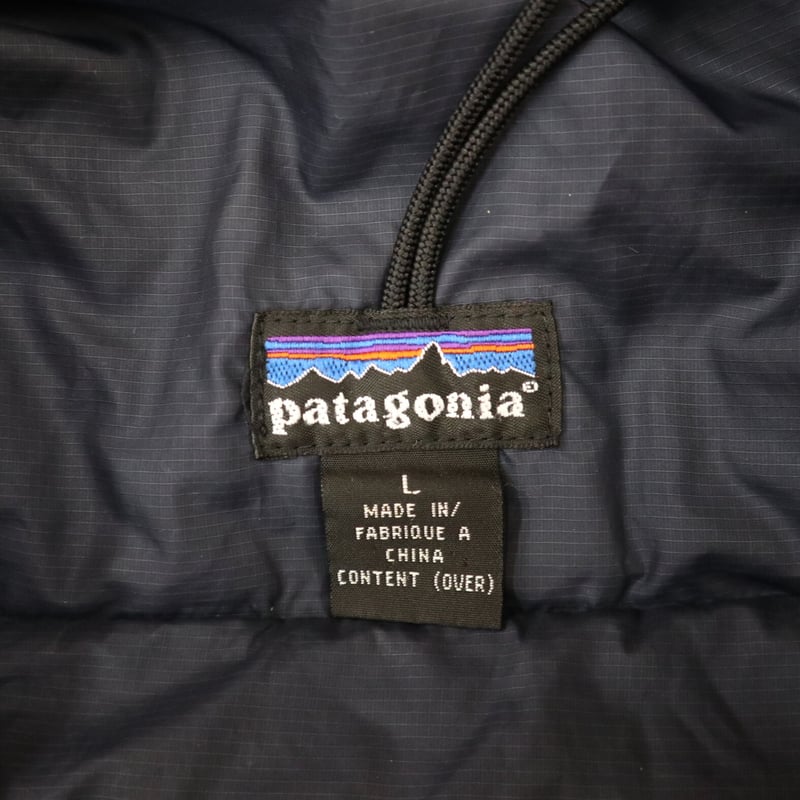 patagonia®
L
MADE IN/
FABRIQUE A
CHINA
CONTENT (OVER)